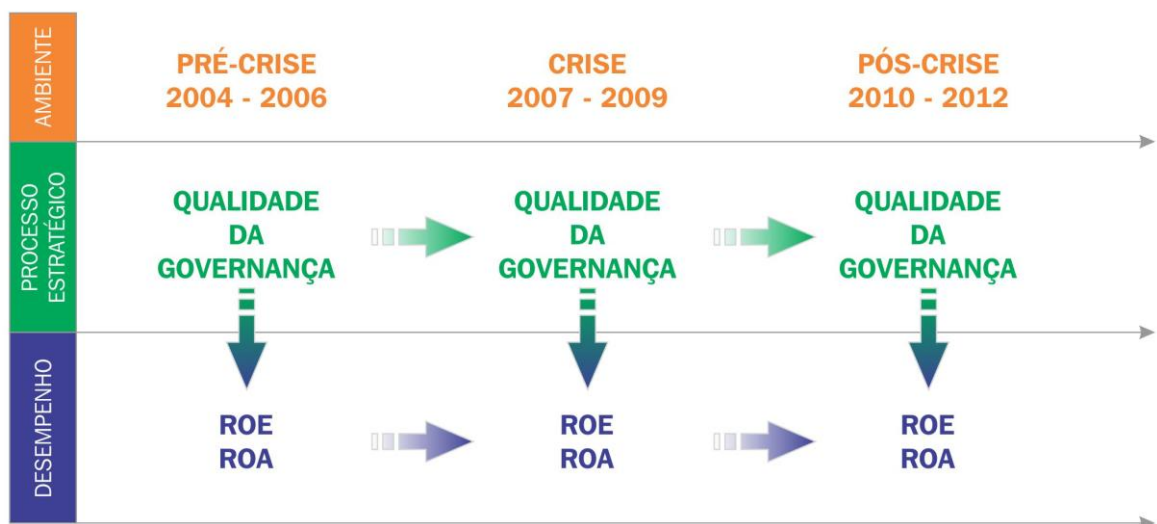 AMBIENTE
PRÉ-CRISE
2004 - 2006
CRISE
2007 - 2009
PÓS-CRISE
2010 - 2012
PROCESSO
ESTRATÉGICO
QUALIDADE
DA
GOVERNANÇA
QUALIDADE
DA
GOVERNANÇA
QUALIDADE
DA
GOVERNANÇA
DESEMPENHO
ROE
ROA
ROE
ROA
ROE
ROA